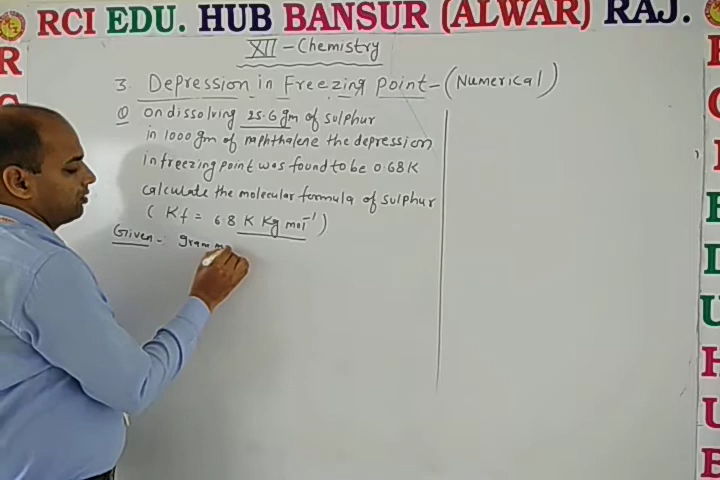 RCI EDU. HUB BANSUR (ALWAR) RAJ.
XII - Chemistry
3. Depression in Freezing Point - (Numerical)
Q on dissolving 25.6 gm of sulphur
in 1000 gm of naphthalene the depression
in freezing point was found to be 0.68 K
calculate the molecular formula of sulphur
( Kf = 6.8 K Kg mol⁻¹ )
Given -: gram m
R
R
C
I
E
D
U
H
U
B